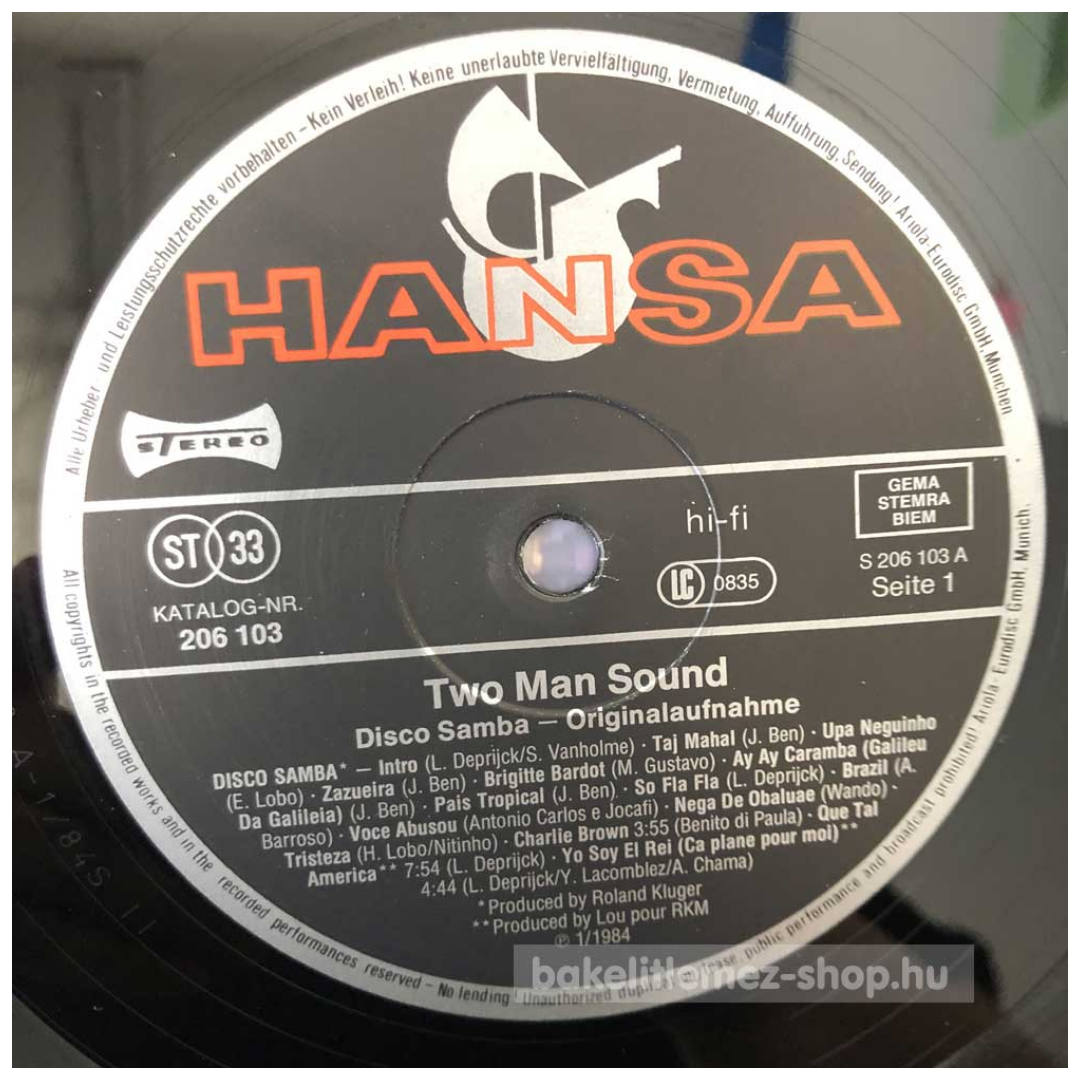 Alle Urheber und Leistungsschutzrechte vorbehalten – Kein Verleih! Keine unerlaubte Vervielfältigung, Vermietung, Aufführung, Sendung! Ariola-Eurodisc GmbH, München
HANSA
STEREO
ST 33
KATALOG-NR.
206 103
hi-fi
LC 0835
GEMA
STEMRA
BIEM
S 206 103 A
Seite 1
Two Man Sound
Disco Samba – Originalaufnahme
DISCO SAMBA* – Intro (L. Deprijck/S. Vanholme) · Taj Mahal (J. Ben) · Upa Neguinho
(E. Lobo) · Zazueira (J. Ben) · Brigitte Bardot (M. Gustavo) · Ay Ay Caramba (Galileu
Da Galileia) (J. Ben) · Pais Tropical (J. Ben) · So Fla Fla (L. Deprijck) · Brazil (A.
Barroso) · Voce Abusou (Antonio Carlos e Jocafi) · Nega De Obaluae (Wando) ·
Tristeza (H. Lobo/Nitinho) · Charlie Brown 3:55 (Benito di Paula) · Que Tal
America** 7:54 (L. Deprijck) · Yo Soy El Rei (Ca plane pour moi)**
4:44 (L. Deprijck/Y. Lacomblez/A. Chama)
*Produced by Roland Kluger
**Produced by Lou pour RKM
℗ 1/1984
All copyrights in the recorded works and in the recorded performances reserved – No lending! Unauthorized public performance and broadcast prohibited! Ariola-Eurodisc GmbH, Munich.
bakelitlemez-shop.hu